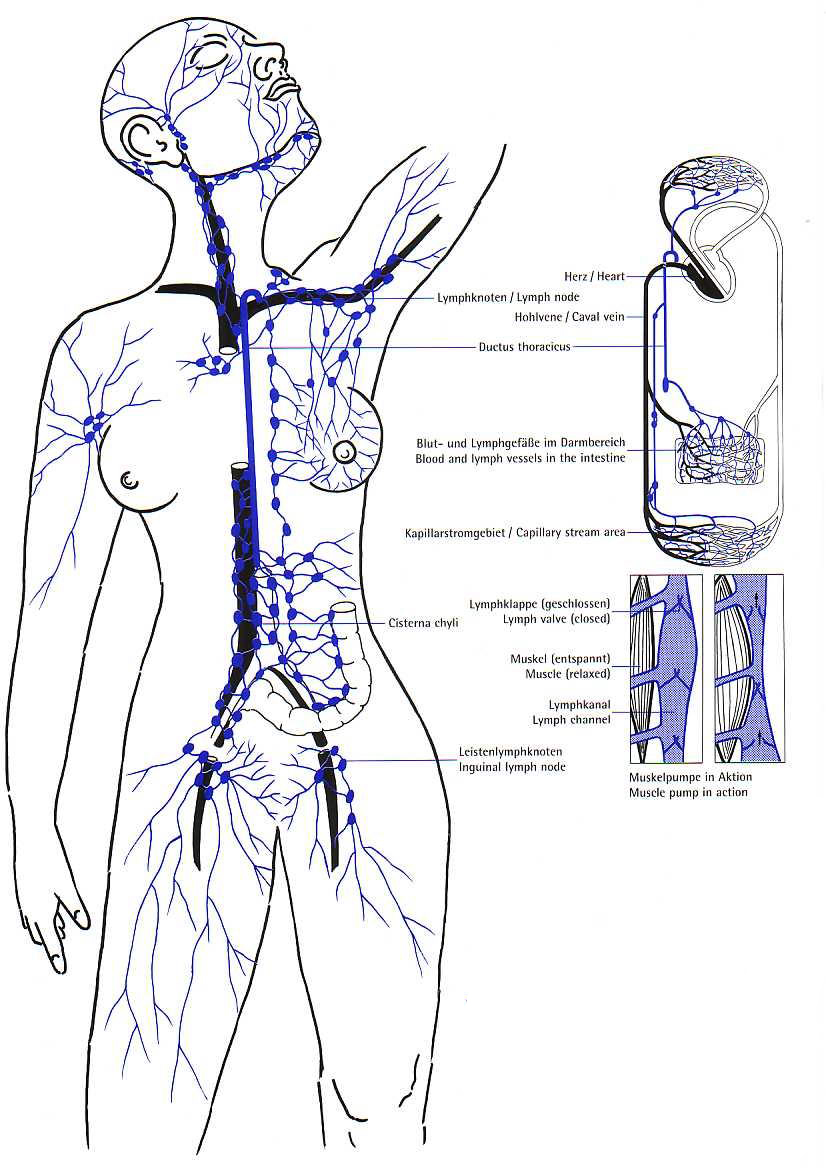 Herz / Heart
Lymphknoten / Lymph node
Hohlvene / Caval vein
Ductus thoracicus
Blut- und Lymphgefäße im Darmbereich
Blood and lymph vessels in the intestine
Kapillarstromgebiet / Capillary stream area
Lymphklappe (geschlossen)
Lymph valve (closed)
Cisterna chyli
Muskel (entspannt)
Muscle (relaxed)
Lymphkanal
Lymph channel
Leistenlymphknoten
Inguinal lymph node
Muskelpumpe in Aktion
Muscle pump in action